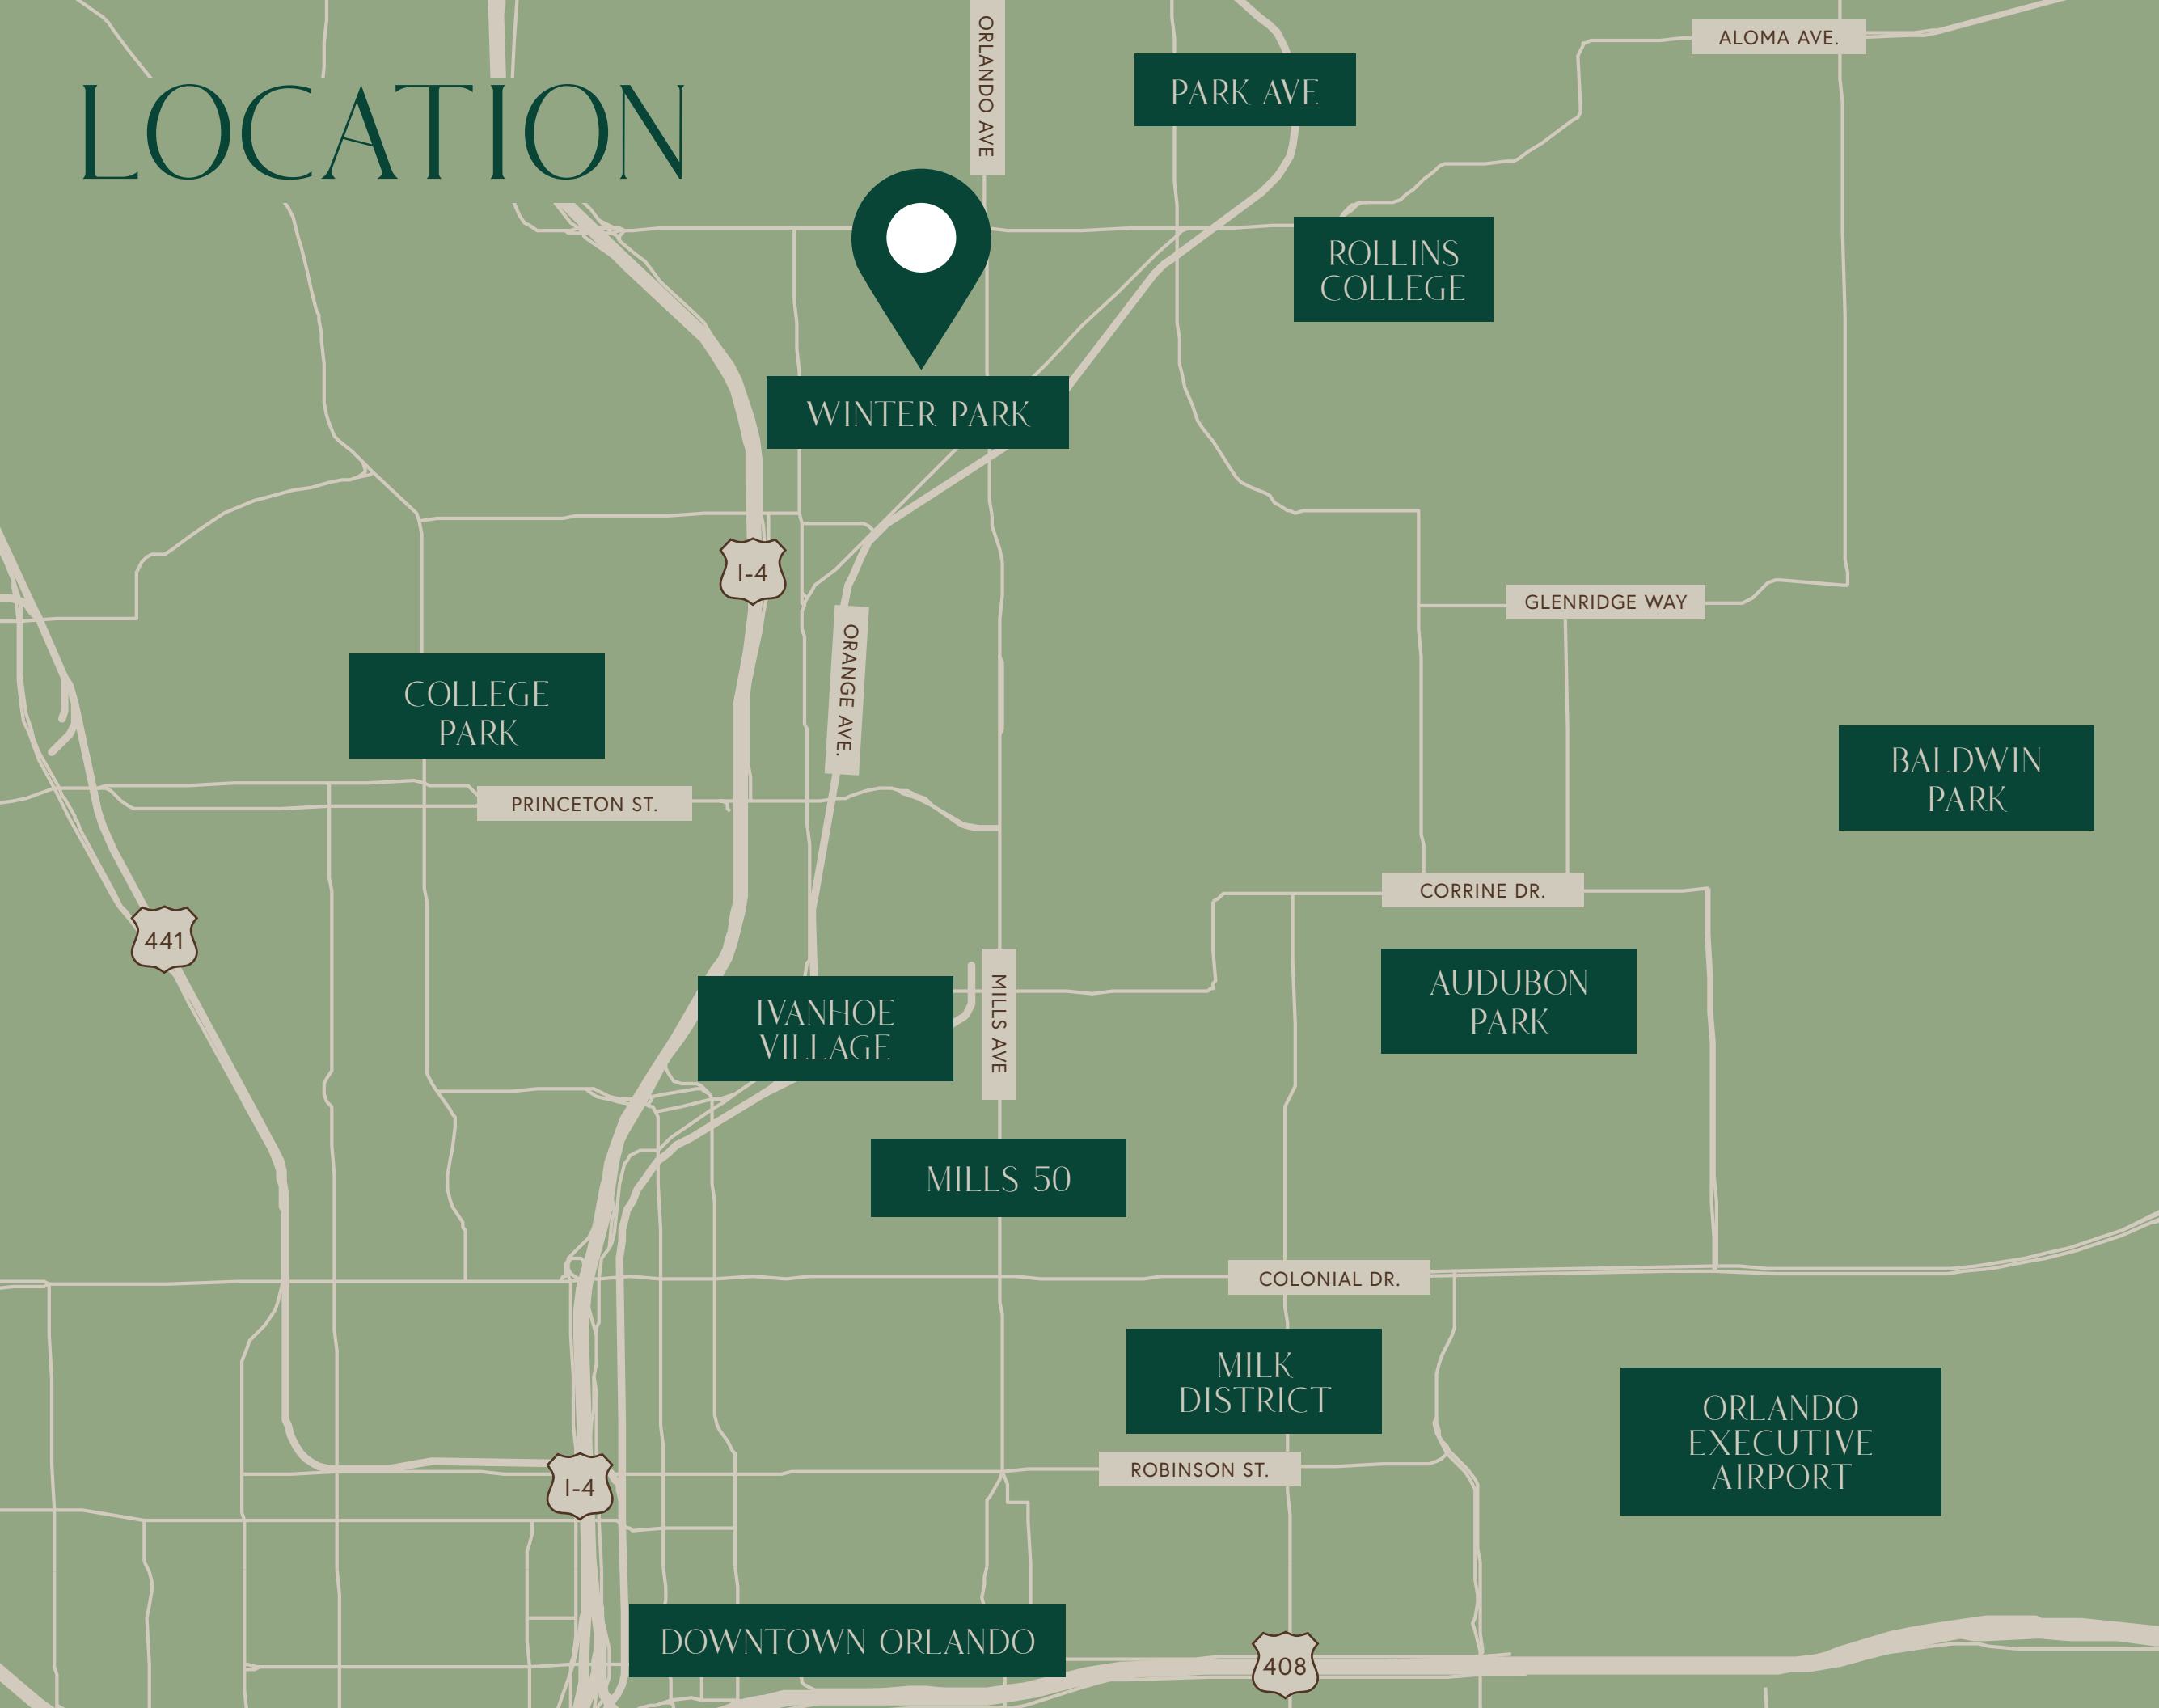 ORLANDO AVE
ALOMA AVE.
PARK AVE
LOCATION
ROLLINS
COLLEGE
WINTER PARK
I-4
GLENRIDGE WAY
ORANGE AVE.
COLLEGE
PARK
BALDWIN
PARK
PRINCETON ST.
CORRINE DR.
441
AUDUBON
PARK
IVANHOE
VILLAGE
MILLS AVE
MILLS 50
COLONIAL DR.
MILK
DISTRICT
ORLANDO
EXECUTIVE
AIRPORT
ROBINSON ST.
I-4
DOWNTOWN ORLANDO
408